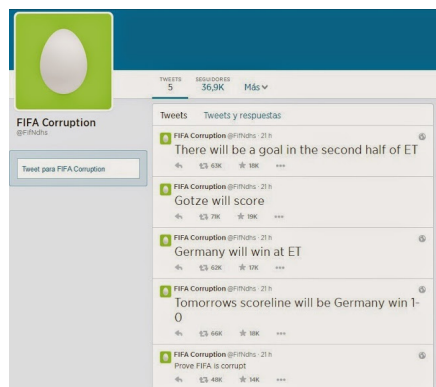 TWEETS SEGUIDORES
5 36,9K Más
FIFA Corruption
@FifNdhs
Tweet para FIFA Corruption
Tweets Tweets y respuestas
FIFA Corruption @FifNdhs · 21 h
There will be a goal in the second half of ET
63K 18K
FIFA Corruption @FifNdhs · 21 h
Gotze will score
71K 19K
FIFA Corruption @FifNdhs · 21 h
Germany will win at ET
62K 17K
FIFA Corruption @FifNdhs · 21 h
Tomorrows scoreline will be Germany win 1-
0
66K 18K
FIFA Corruption @FifNdhs · 21 h
Prove FIFA is corrupt
48K 14K